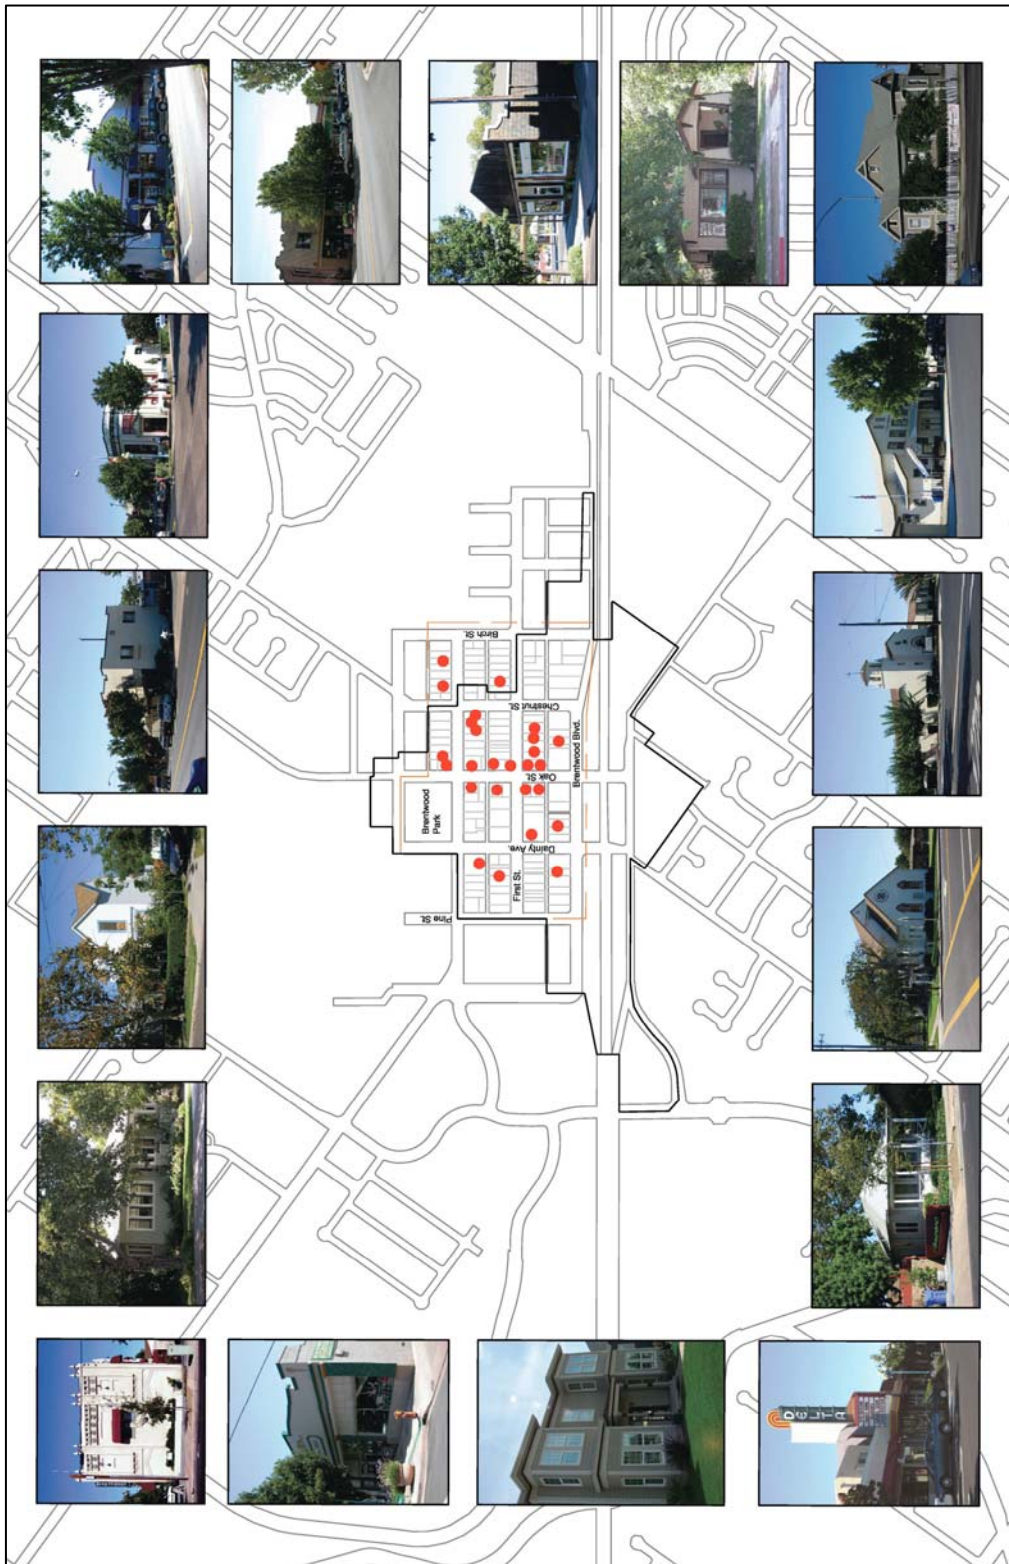 Birch St.
Chestnut St.
Oak St.
Brentwood Blvd.
Brentwood
Park
Dainty Ave.
First St.
Pine St.
DELTA